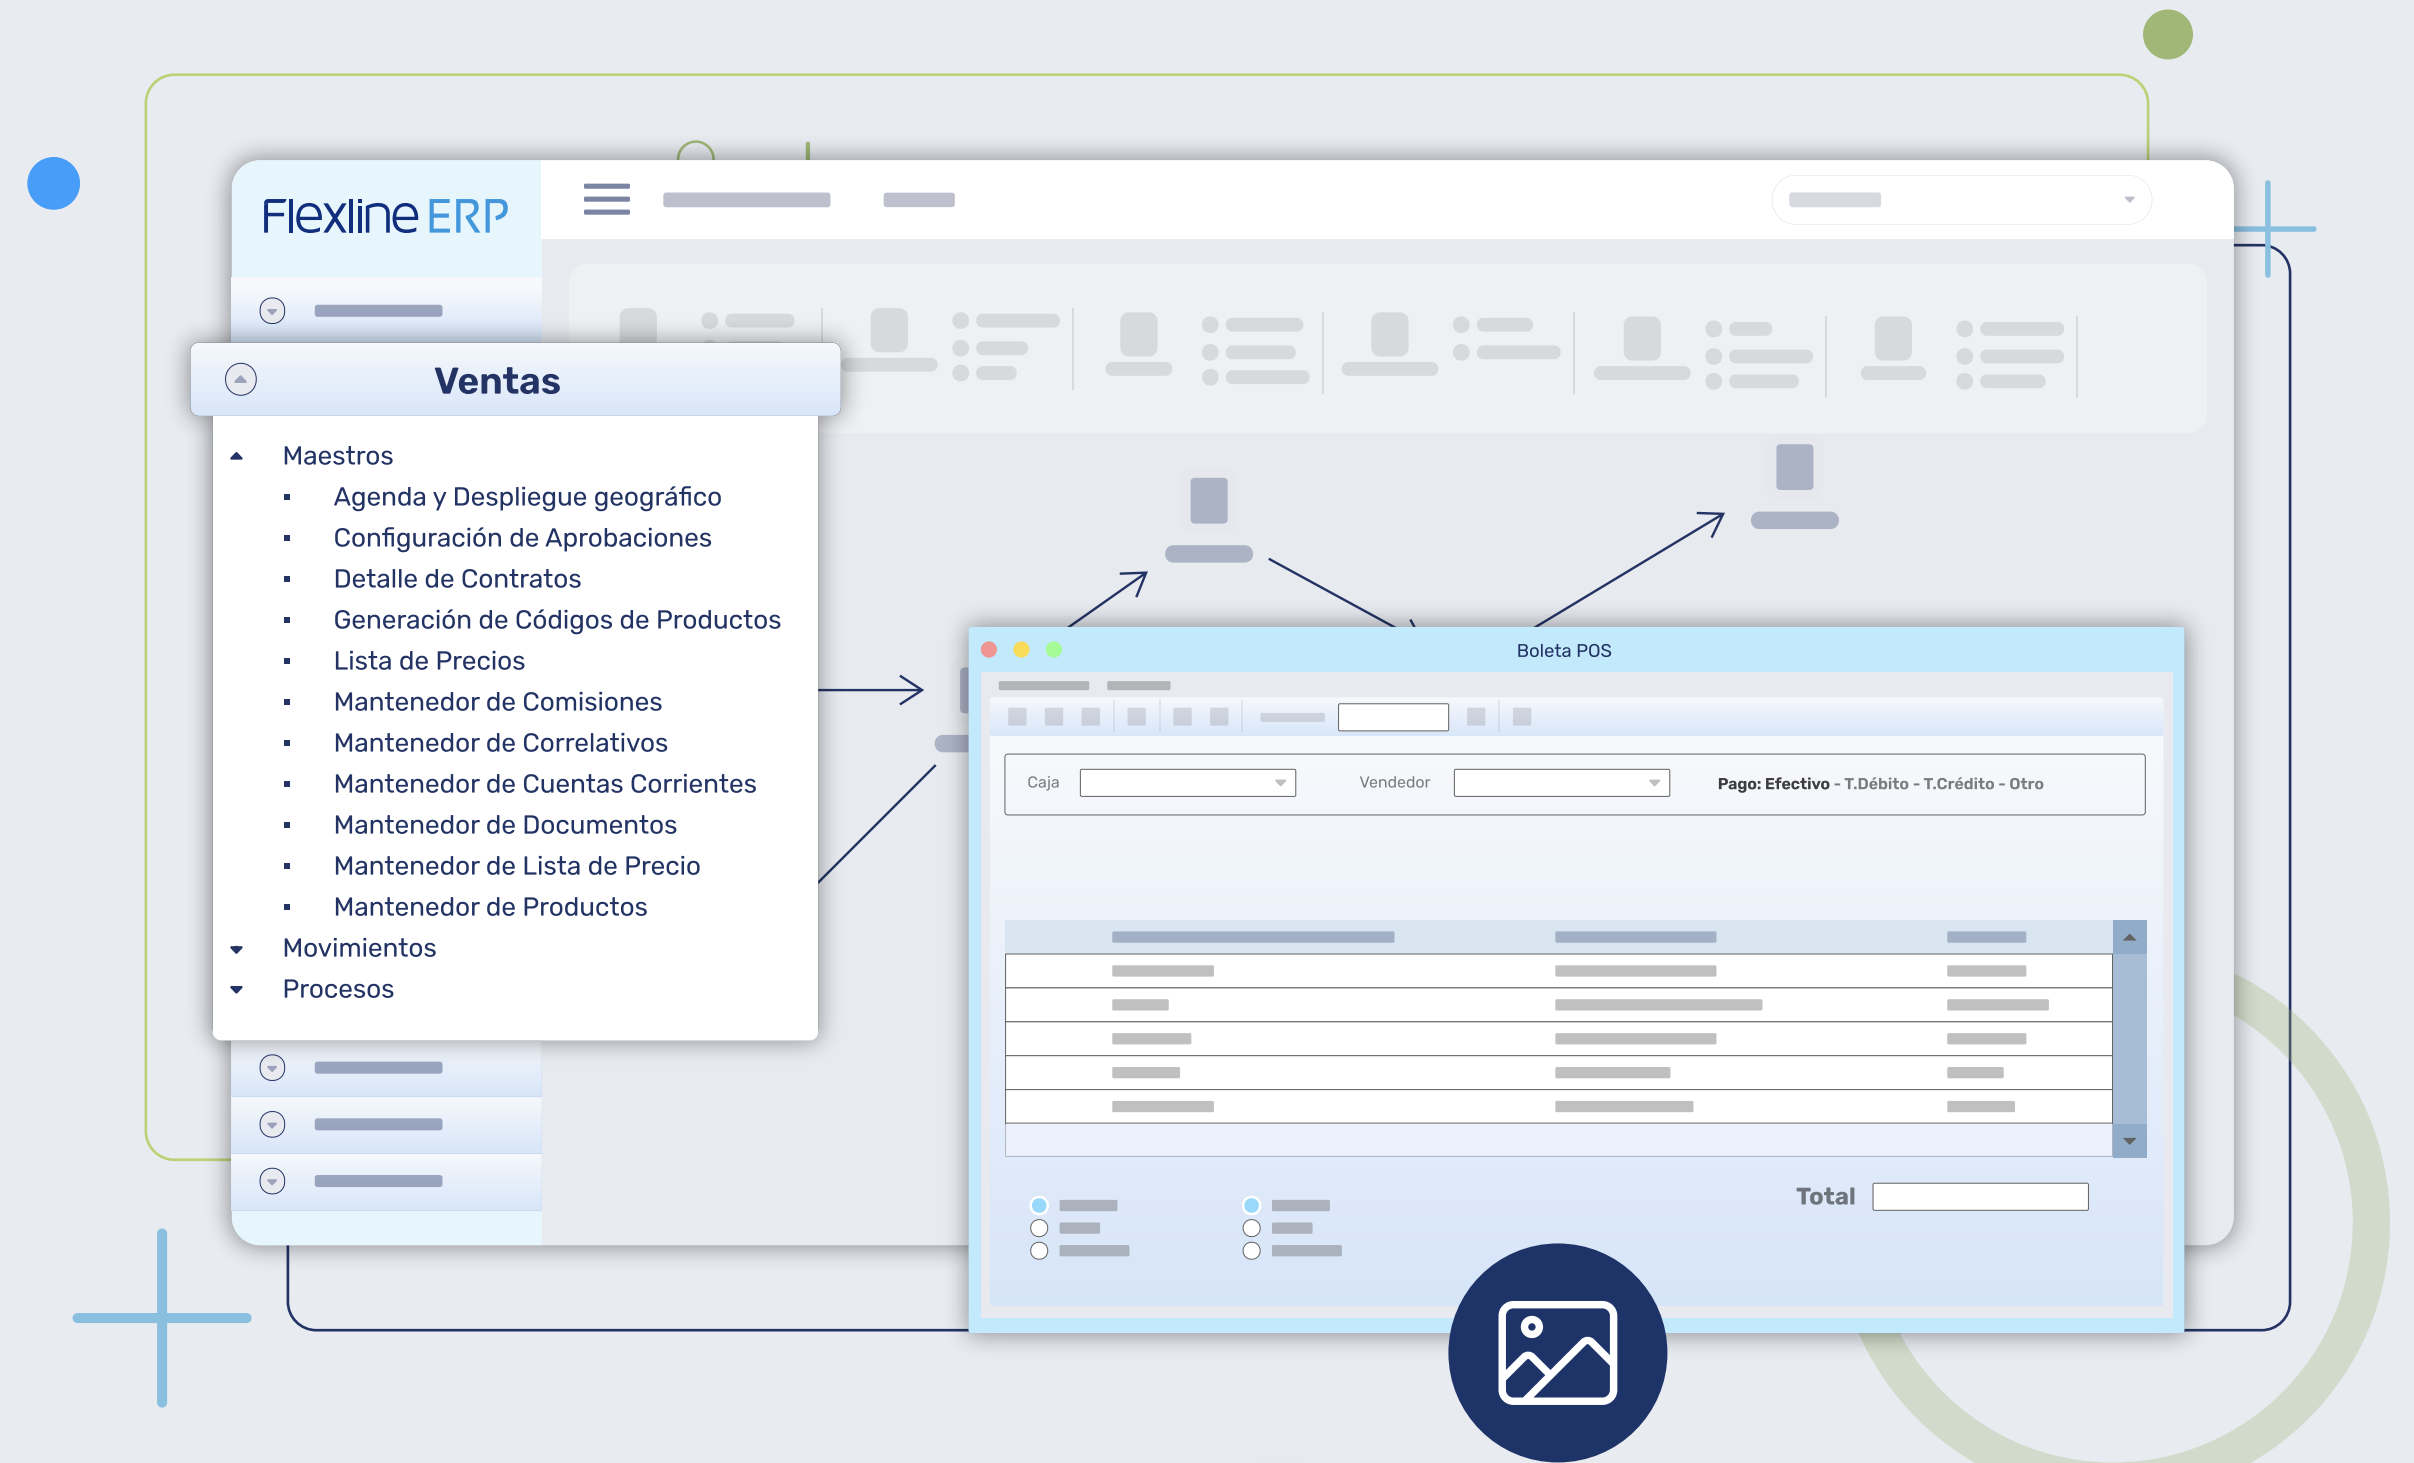 Flexline ERP
Ventas
Maestros
Agenda y Despliegue geográfico
Configuración de Aprobaciones
Detalle de Contratos
Generación de Códigos de Productos
Lista de Precios
Mantenedor de Comisiones
Mantenedor de Correlativos
Mantenedor de Cuentas Corrientes
Mantenedor de Documentos
Mantenedor de Lista de Precio
Mantenedor de Productos
Movimientos
Procesos
Boleta POS
Caja Vendedor Pago: Efectivo - T.Débito - T.Crédito - Otro
Total